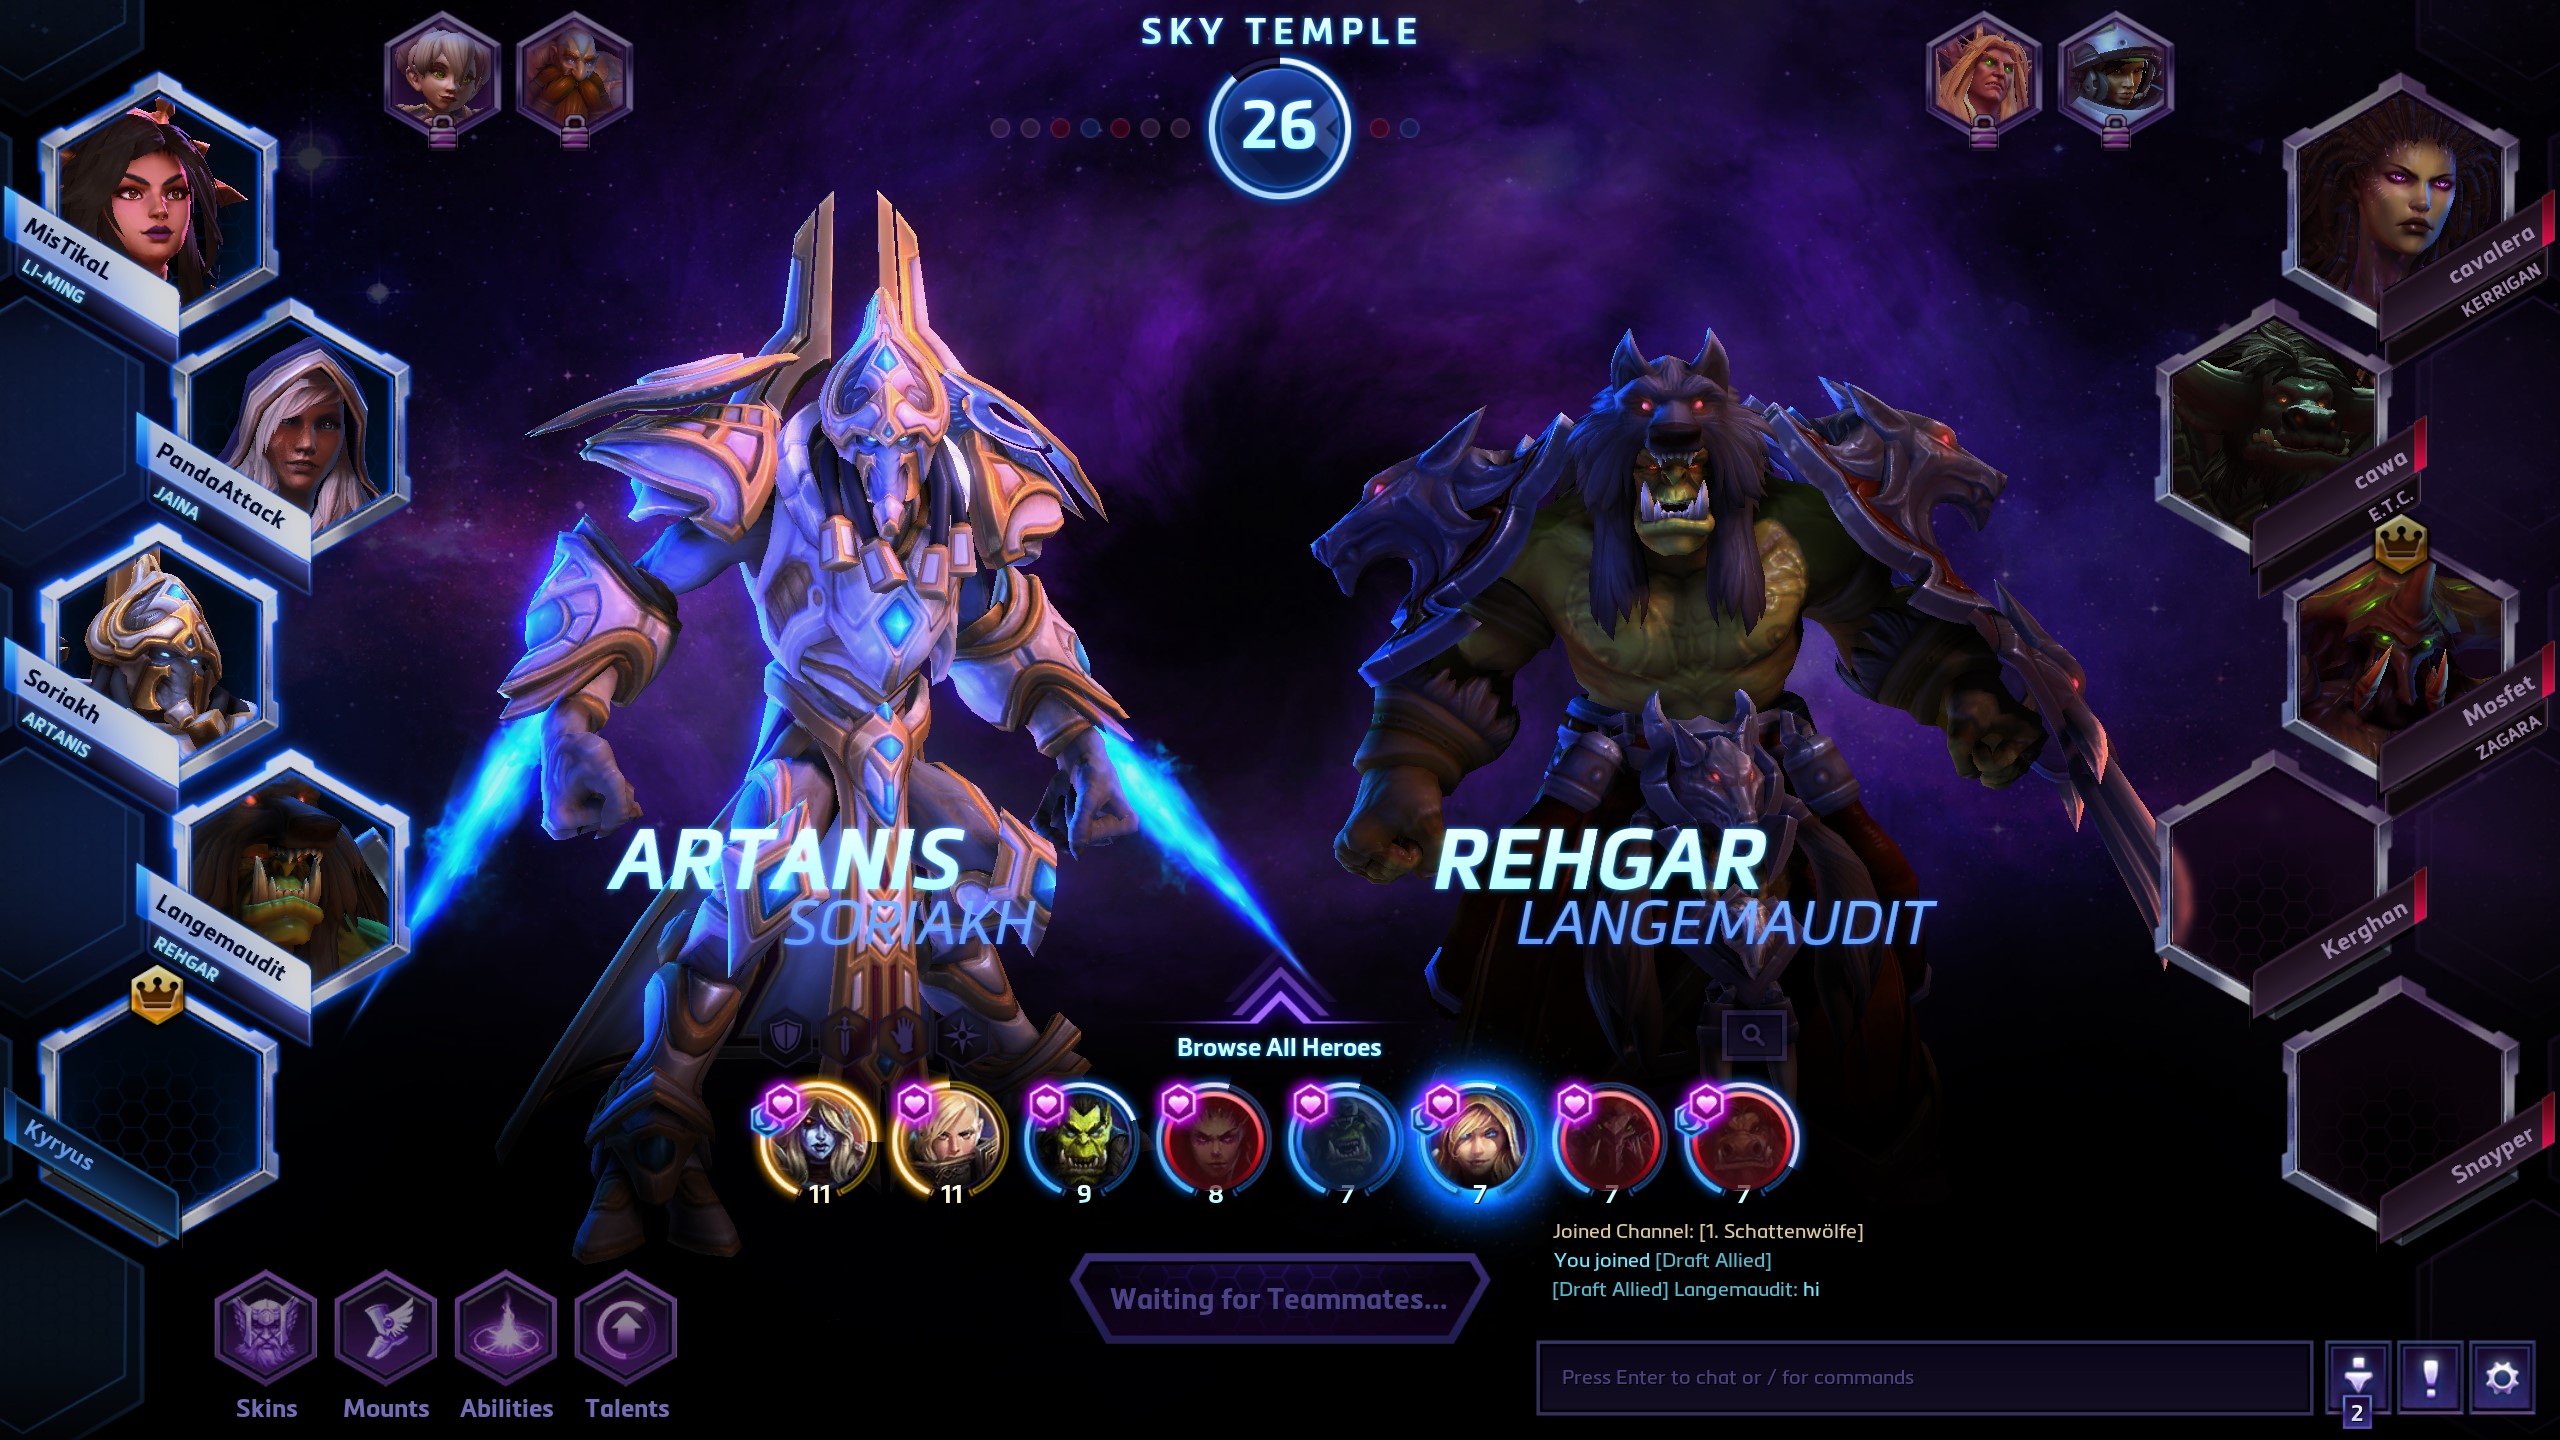 SKY TEMPLE
26
MisTikaL
LI-MING
PandaAttack
JAINA
Soriakh
ARTANIS
Langemaudit
REHGAR
Kyryus
cavalera
KERRIGAN
cawa
E.T.C.
Mosfet
ZAGARA
Kerghan
Snayper
ARTANIS
SORIAKH
REHGAR
LANGEMAUDIT
Browse All Heroes
11 11 9 8 7 7 7 7
Joined Channel: [1. Schattenwölfe]
You joined [Draft Allied]
[Draft Allied] Langemaudit: hi
Waiting for Teammates...
Press Enter to chat or / for commands
2
Skins Mounts Abilities Talents